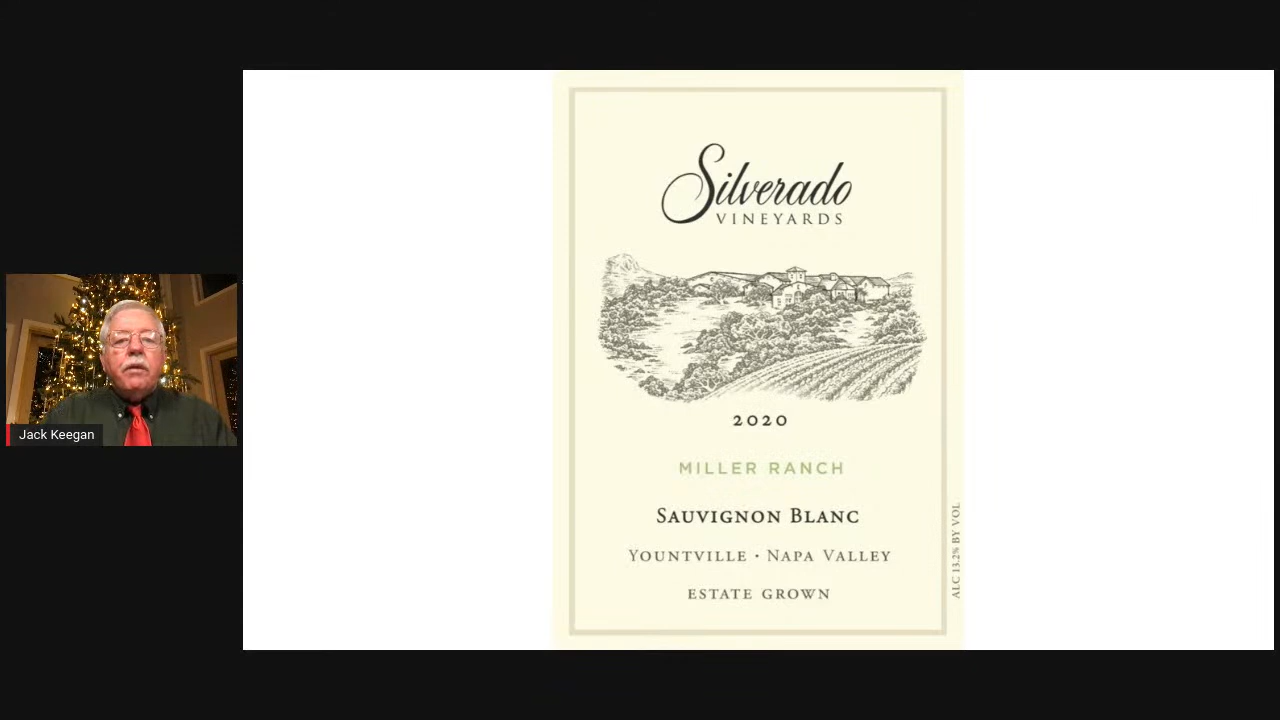 Jack Keegan
Silverado
VINEYARDS
2020
MILLER RANCH
SAUVIGNON BLANC
YOUNTVILLE • NAPA VALLEY
ESTATE GROWN
ALC 13.2% BY VOL